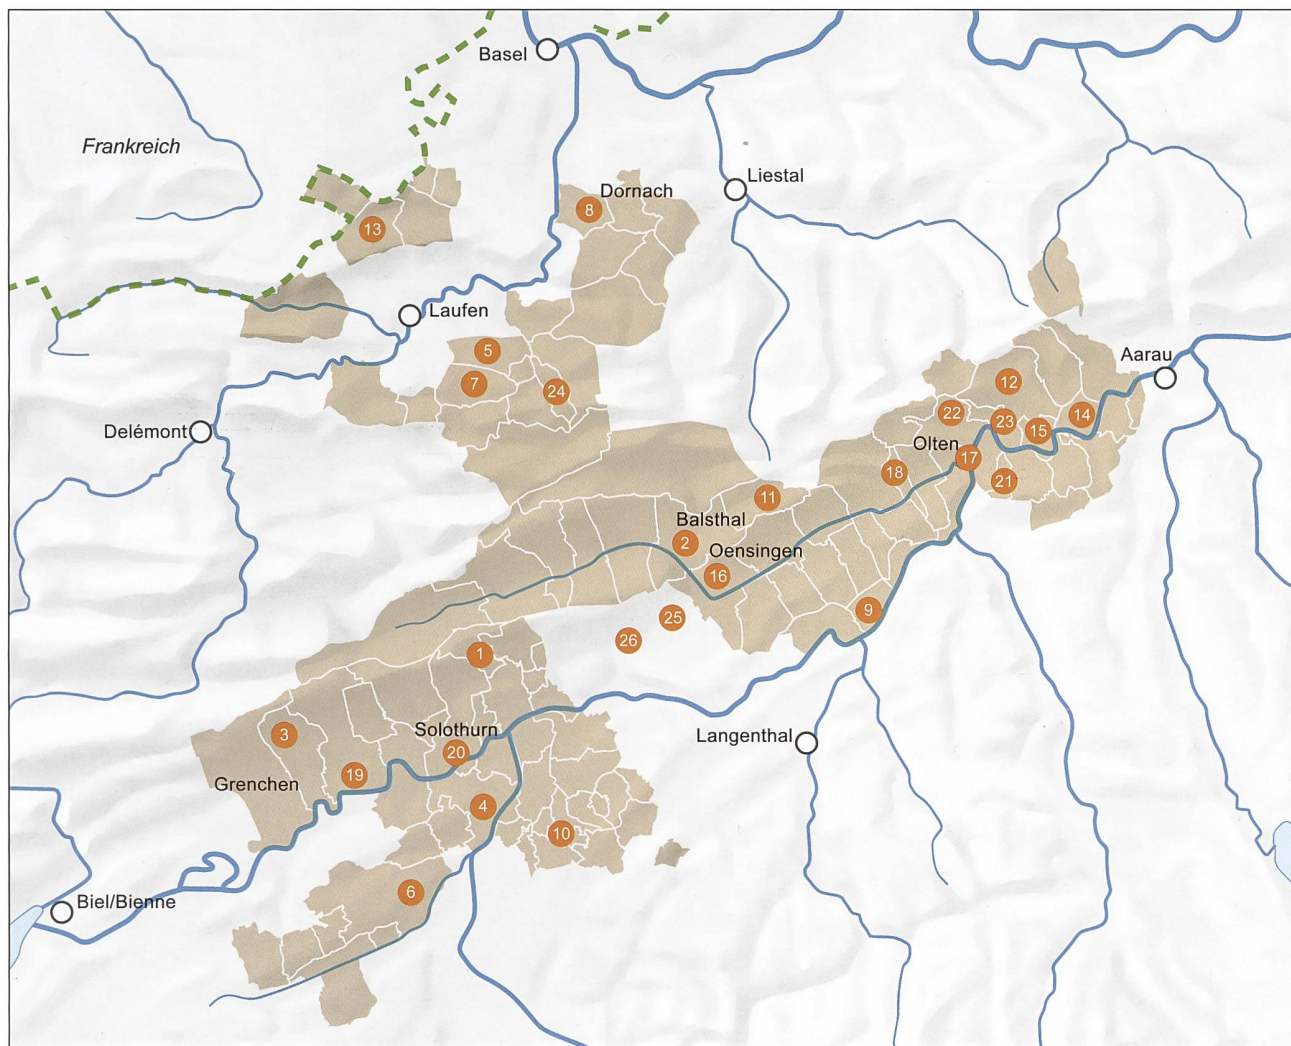 Basel
Frankreich
Liestal
Dornach
8
13
Laufen
5
Aarau
7
24
12
22
14
23
15
Delémont
Olten
17
18
21
11
Balsthal
2
Oensingen
16
9
25
26
1
3
Solothurn
20
Langenthal
19
Grenchen
4
10
6
Biel/Bienne